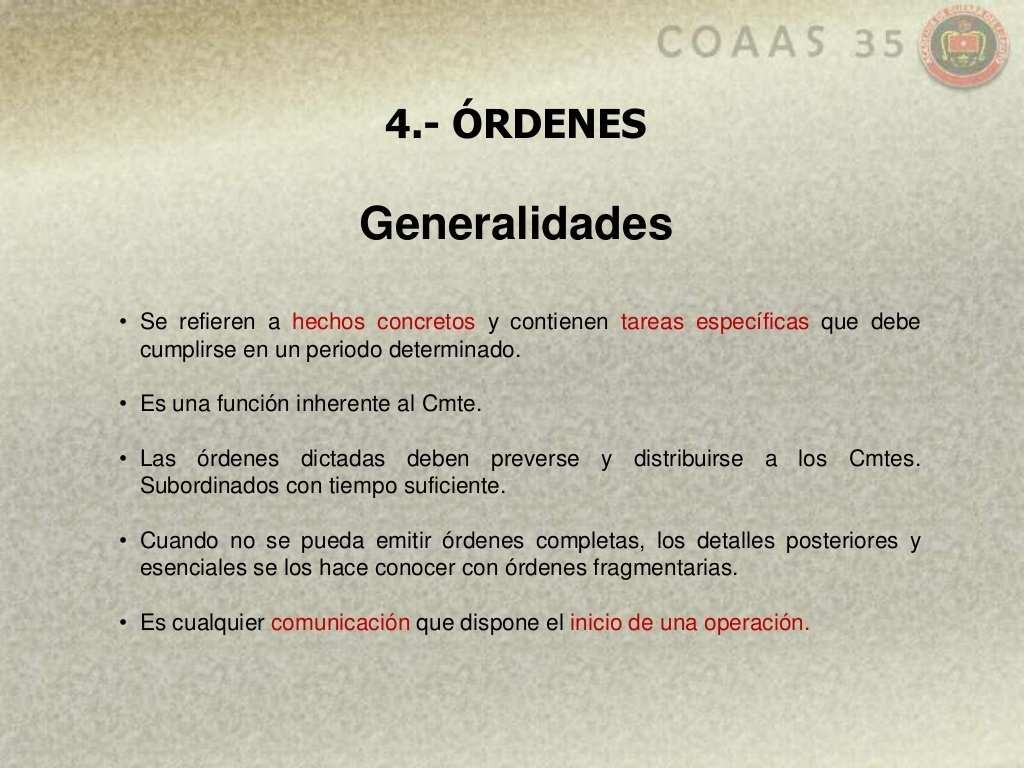 COAAS 35
4.- ÓRDENES
Generalidades
• Se refieren a hechos concretos y contienen tareas específicas que debe
cumplirse en un periodo determinado.
• Es una función inherente al Cmte.
• Las órdenes dictadas deben preverse y distribuirse a los Cmtes.
Subordinados con tiempo suficiente.
• Cuando no se pueda emitir órdenes completas, los detalles posteriores y
esenciales se los hace conocer con órdenes fragmentarias.
• Es cualquier comunicación que dispone el inicio de una operación.